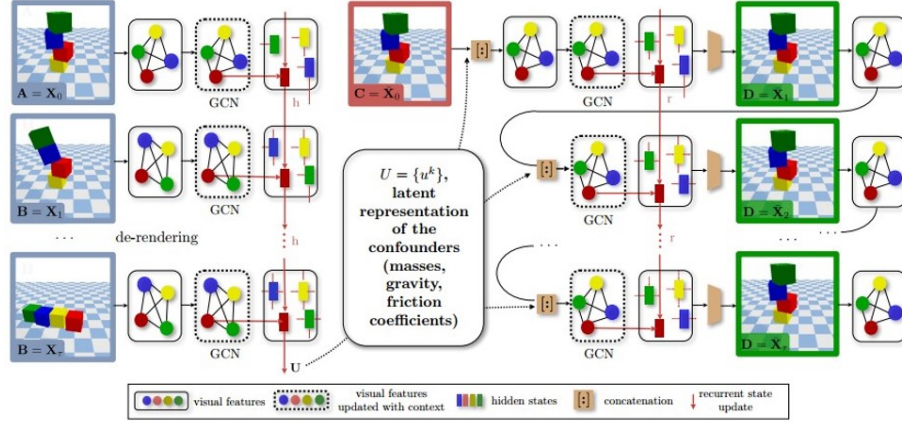 A = X₀
GCN
h
B = X₁
GCN
. . .
de-rendering
h
B = Xτ
GCN
U
C = X₀
[:]
GCN
r
D = X̂₁
U = {uᵏ},
latent
representation
of the
confounders
(masses,
gravity,
friction
coefficients)
[:]
GCN
D = X̂₂
. . .
r
. . .
. . .
[:]
GCN
D = X̂τ
visual features
visual features
updated with context
hidden states
[:]
concatenation
recurrent state
update